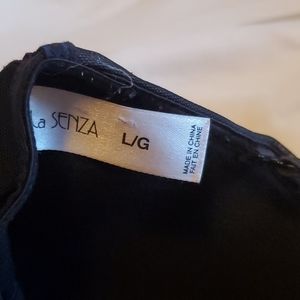 La SENZA
L/G
MADE IN CHINA
FAIT EN CHINE